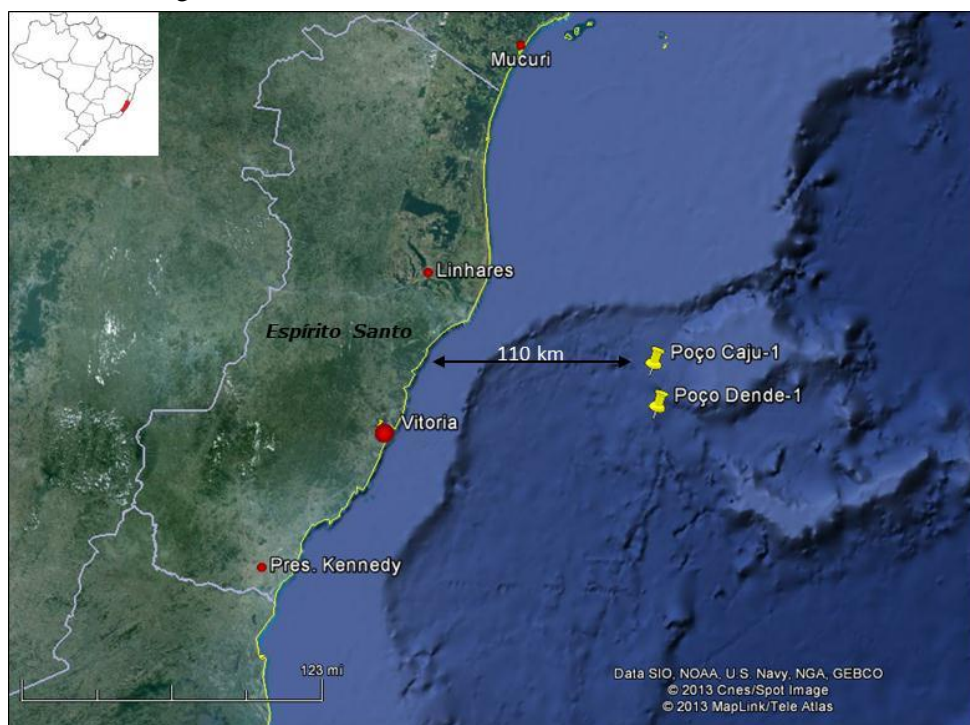 Mucuri
Linhares
Espírito Santo
110 km
Poço Caju-1
Poço Dende-1
Vitoria
Pres. Kennedy
123 mi
Data SIO, NOAA, U.S. Navy, NGA, GEBCO
© 2013 Cnes/Spot Image
© 2013 MapLink/Tele Atlas